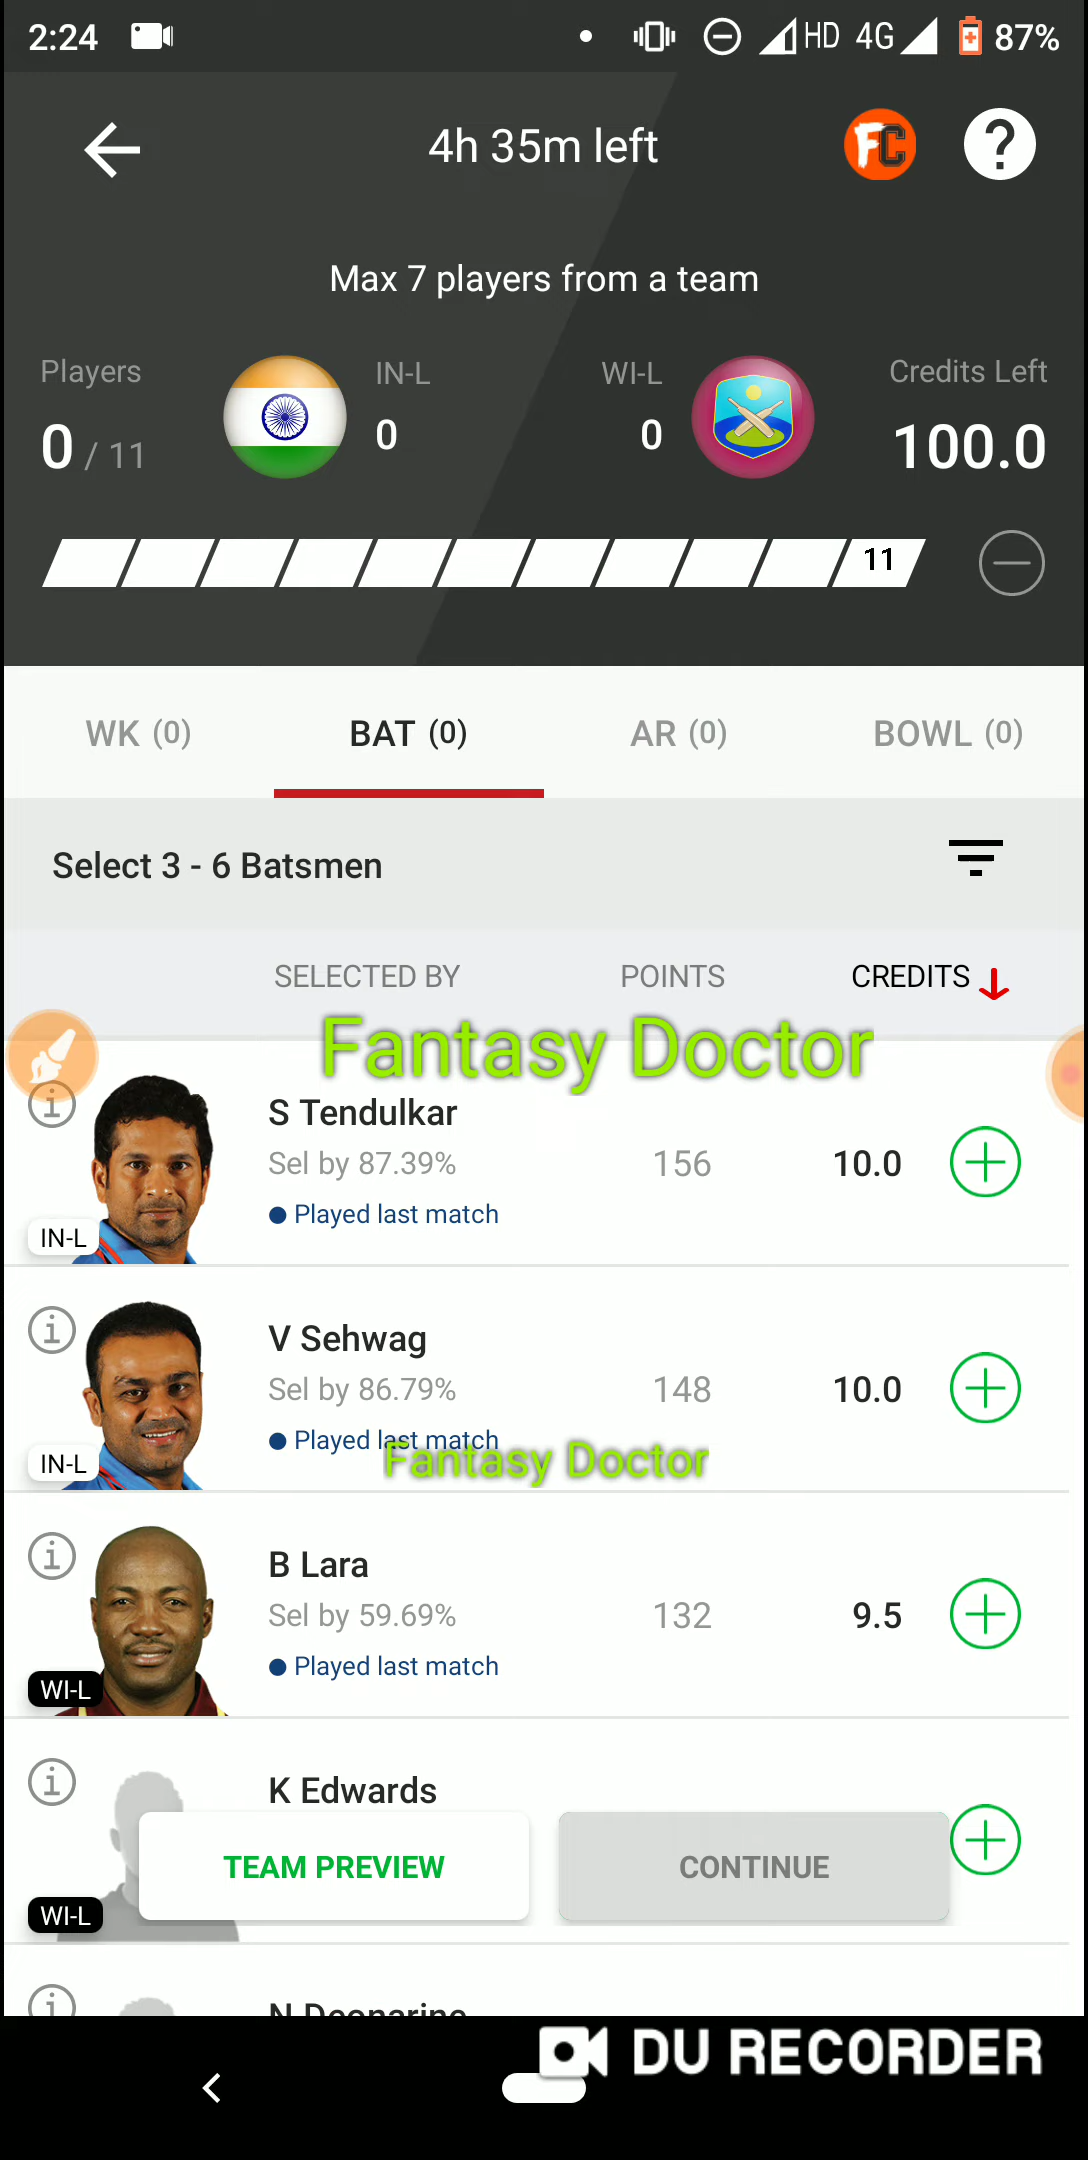 2:24 HD 4G 87%
4h 35m left FC ?
Max 7 players from a team
Players IN-L WI-L Credits Left
0 / 11 0 0 100.0
11
WK (0) BAT (0) AR (0) BOWL (0)
Select 3 - 6 Batsmen
SELECTED BY POINTS CREDITS
Fantasy Doctor
S Tendulkar
Sel by 87.39% 156 10.0
Played last match
IN-L
V Sehwag
Sel by 86.79% 148 10.0
Played last match
IN-L
Fantasy Doctor
B Lara
Sel by 59.69% 132 9.5
Played last match
WI-L
K Edwards
TEAM PREVIEW CONTINUE
WI-L
N Deonarine
DU RECORDER